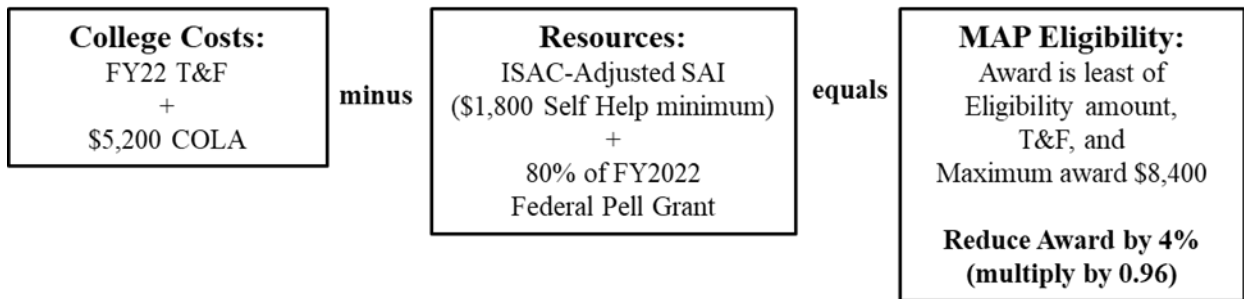 College Costs:
FY22 T&F
+
$5,200 COLA
minus
Resources:
ISAC-Adjusted SAI
($1,800 Self Help minimum)
+
80% of FY2022
Federal Pell Grant
equals
MAP Eligibility:
Award is least of
Eligibility amount,
T&F, and
Maximum award $8,400
Reduce Award by 4%
(multiply by 0.96)